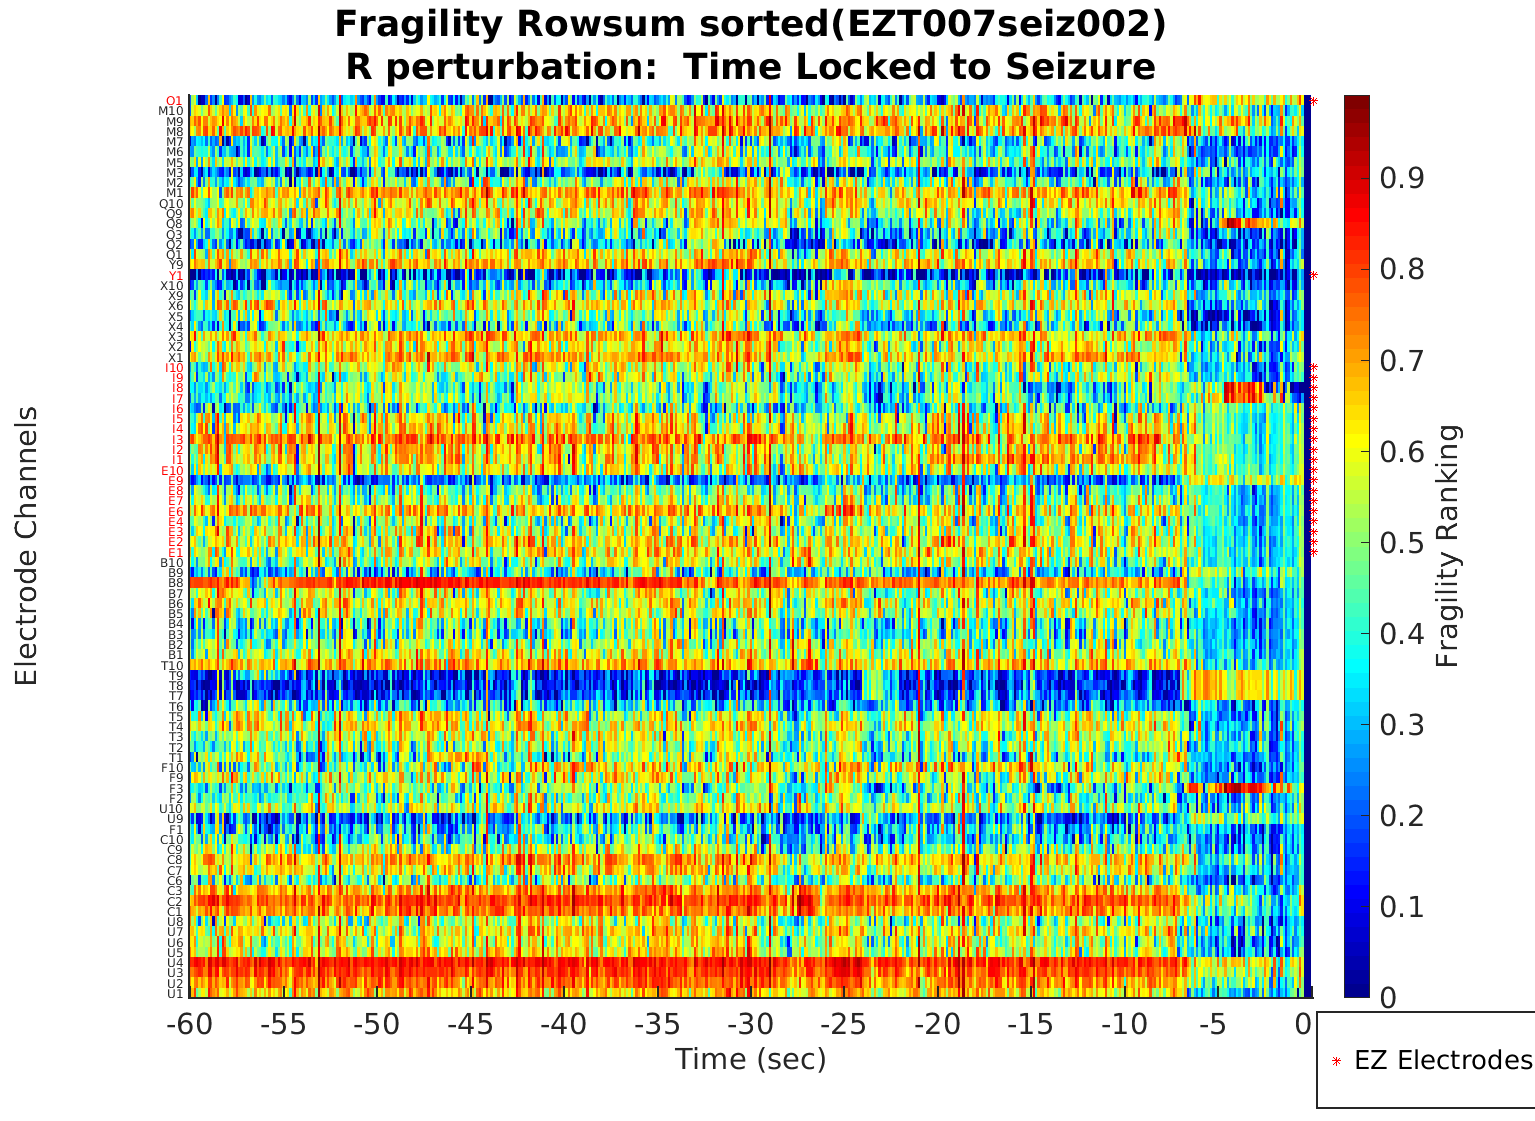 Fragility Rowsum sorted(EZT007seiz002)
R perturbation:  Time Locked to Seizure
Electrode Channels
O1
M10
M9
M8
M7
M6
M5
M3
M2
M1
Q10
Q9
Q8
Q3
Q2
Q1
Y9
Y1
X10
X9
X6
X5
X4
X3
X2
X1
I10
I9
I8
I7
I6
I5
I4
I3
I2
I1
E10
E9
E8
E7
E6
E4
E3
E2
E1
B10
B9
B8
B7
B6
B5
B4
B3
B2
B1
T10
T9
T8
T7
T6
T5
T4
T3
T2
T1
F10
F9
F3
F2
U10
U9
F1
C10
C9
C8
C7
C6
C3
C2
C1
U8
U7
U6
U5
U4
U3
U2
U1
-60 -55 -50 -45 -40 -35 -30 -25 -20 -15 -10 -5 0
Time (sec)
0.9
0.8
0.7
0.6
0.5
0.4
0.3
0.2
0.1
0
Fragility Ranking
EZ Electrodes